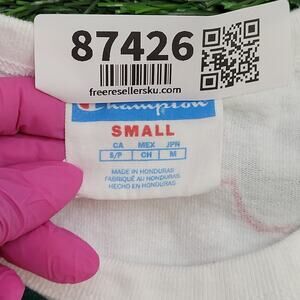 87426
freeresellersku.com
Champion
SMALL
CA MEX JPN
S/P CH M
MADE IN HONDURAS
FABRIQUÉ AU HONDURAS
HECHO EN HONDURAS